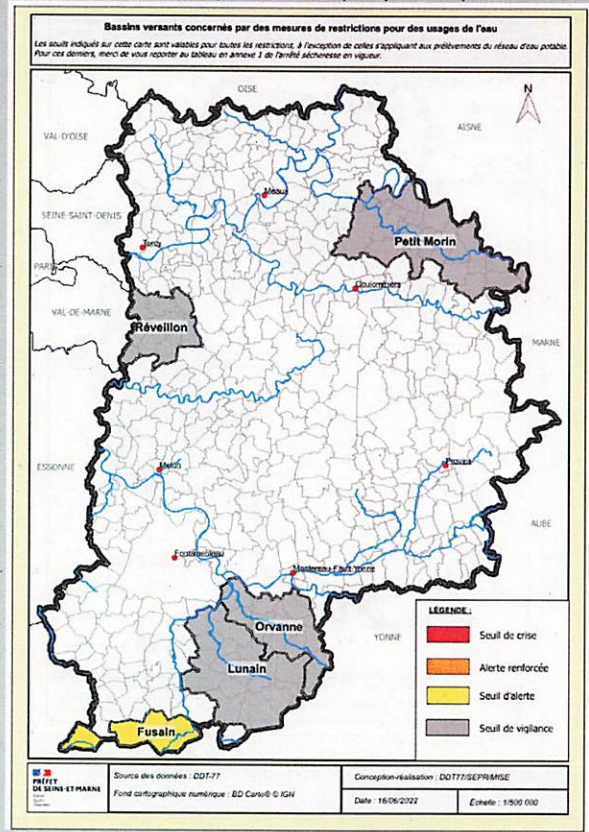 Bassins versants concernés par des mesures de restrictions pour des usages de l'eau
Les seuils indiqués sur cette carte sont valables pour toutes les restrictions, à l'exception de celles s'appliquant aux prélèvements du réseau d'eau potable.
Pour ces derniers, merci de vous reporter au tableau en annexe 1 de l'arrêté sécheresse en vigueur.
OISE
N
AISNE
VAL-D'OISE
Meaux
SEINE-SAINT-DENIS
Torcy
Petit Morin
PARIS
Coulommiers
VAL-DE-MARNE
Réveillon
MARNE
ESSONNE
Melun
Provins
AUBE
Fontainebleau
Montereau-Fault-Yonne
Orvanne
YONNE
Lunain
Fusain
LÉGENDE :
Seuil de crise
Alerte renforcée
Seuil d'alerte
Seuil de vigilance
PRÉFET
DE SEINE-ET-MARNE
Source des données : DDT-77
Fond cartographique numérique : BD Carto® © IGN
Conception-réalisation : DDT77/SEPR/MISE
Date : 16/06/2022
Echelle : 1/500 000